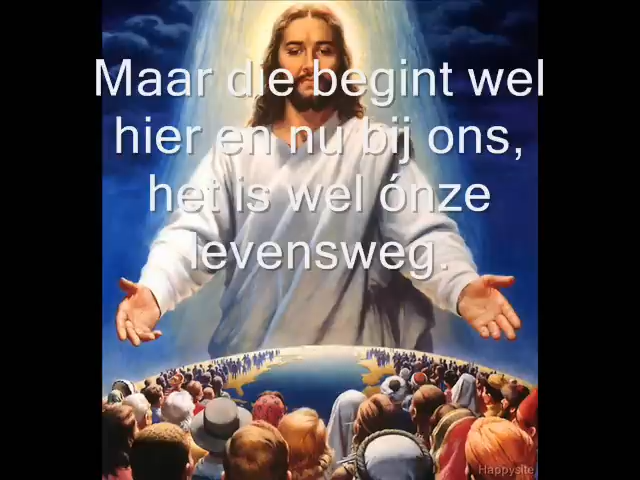 Maar die begint wel
hier en nu bij ons,
het is wel ónze
levensweg.
Happysite